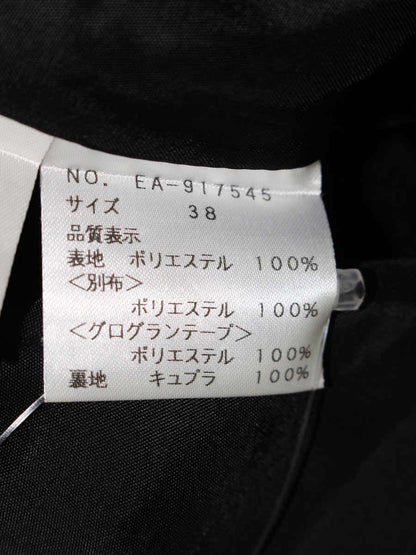 NO. EA-917545
サイズ 38
品質表示
表地 ポリエステル 100%
<別布>
ポリエステル 100%
<グログランテープ>
ポリエステル 100%
裏地 キュプラ 100%